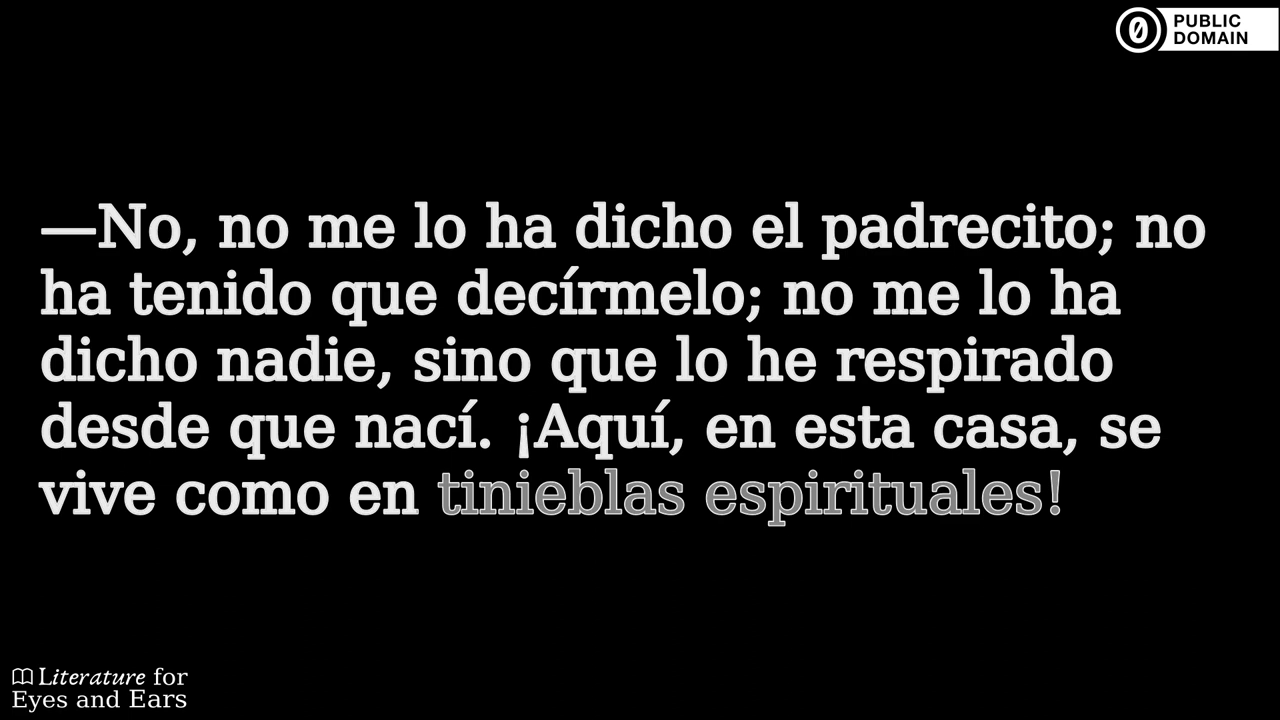 PUBLIC
DOMAIN
—No, no me lo ha dicho el padrecito; no
ha tenido que decírmelo; no me lo ha
dicho nadie, sino que lo he respirado
desde que nací. ¡Aquí, en esta casa, se
vive como en tinieblas espirituales!
Literature for
Eyes and Ears